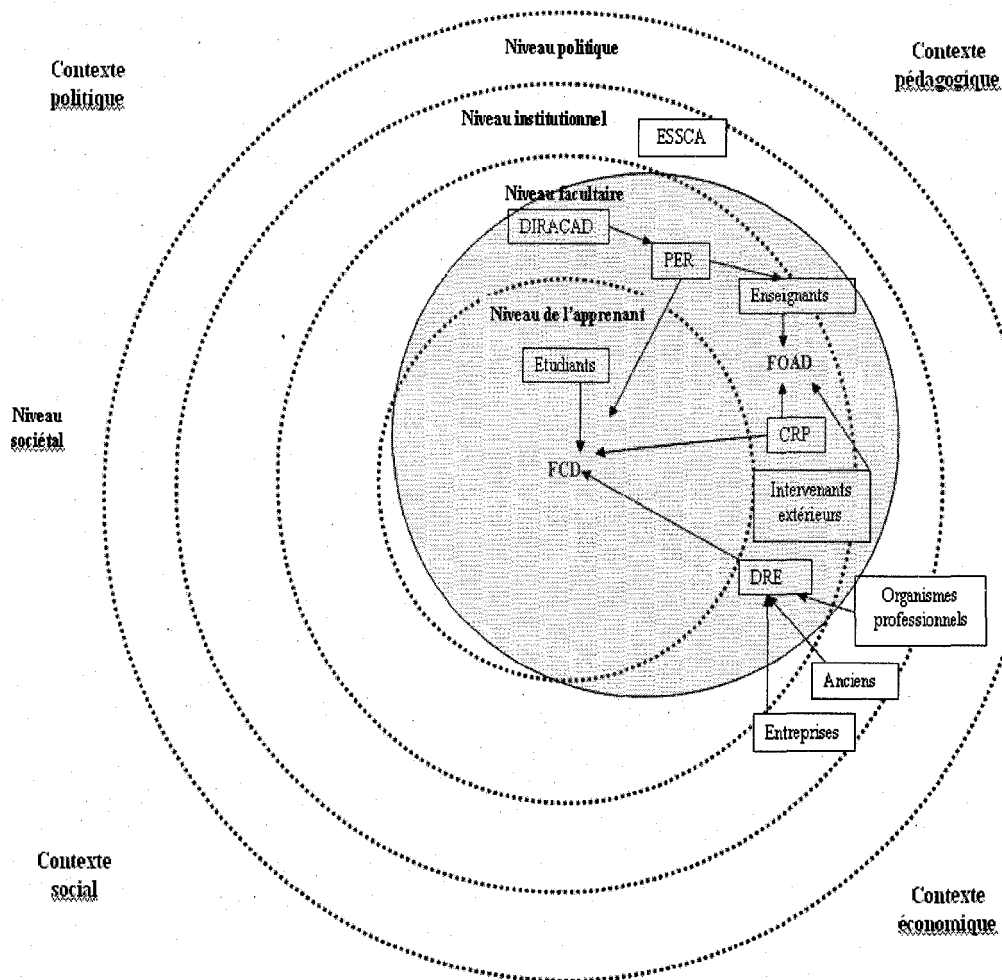 Niveau politique
Contexte
politique
Contexte
pédagogique
Niveau institutionnel
ESSCA
Niveau facultaire
DIRACAD
PER
Enseignants
Niveau de l'apprenant
Etudiants
FOAD
Niveau
sociétal
CRP
FCD
Intervenants
extérieurs
DRE
Organismes
professionnels
Anciens
Entreprises
Contexte
social
Contexte
économique